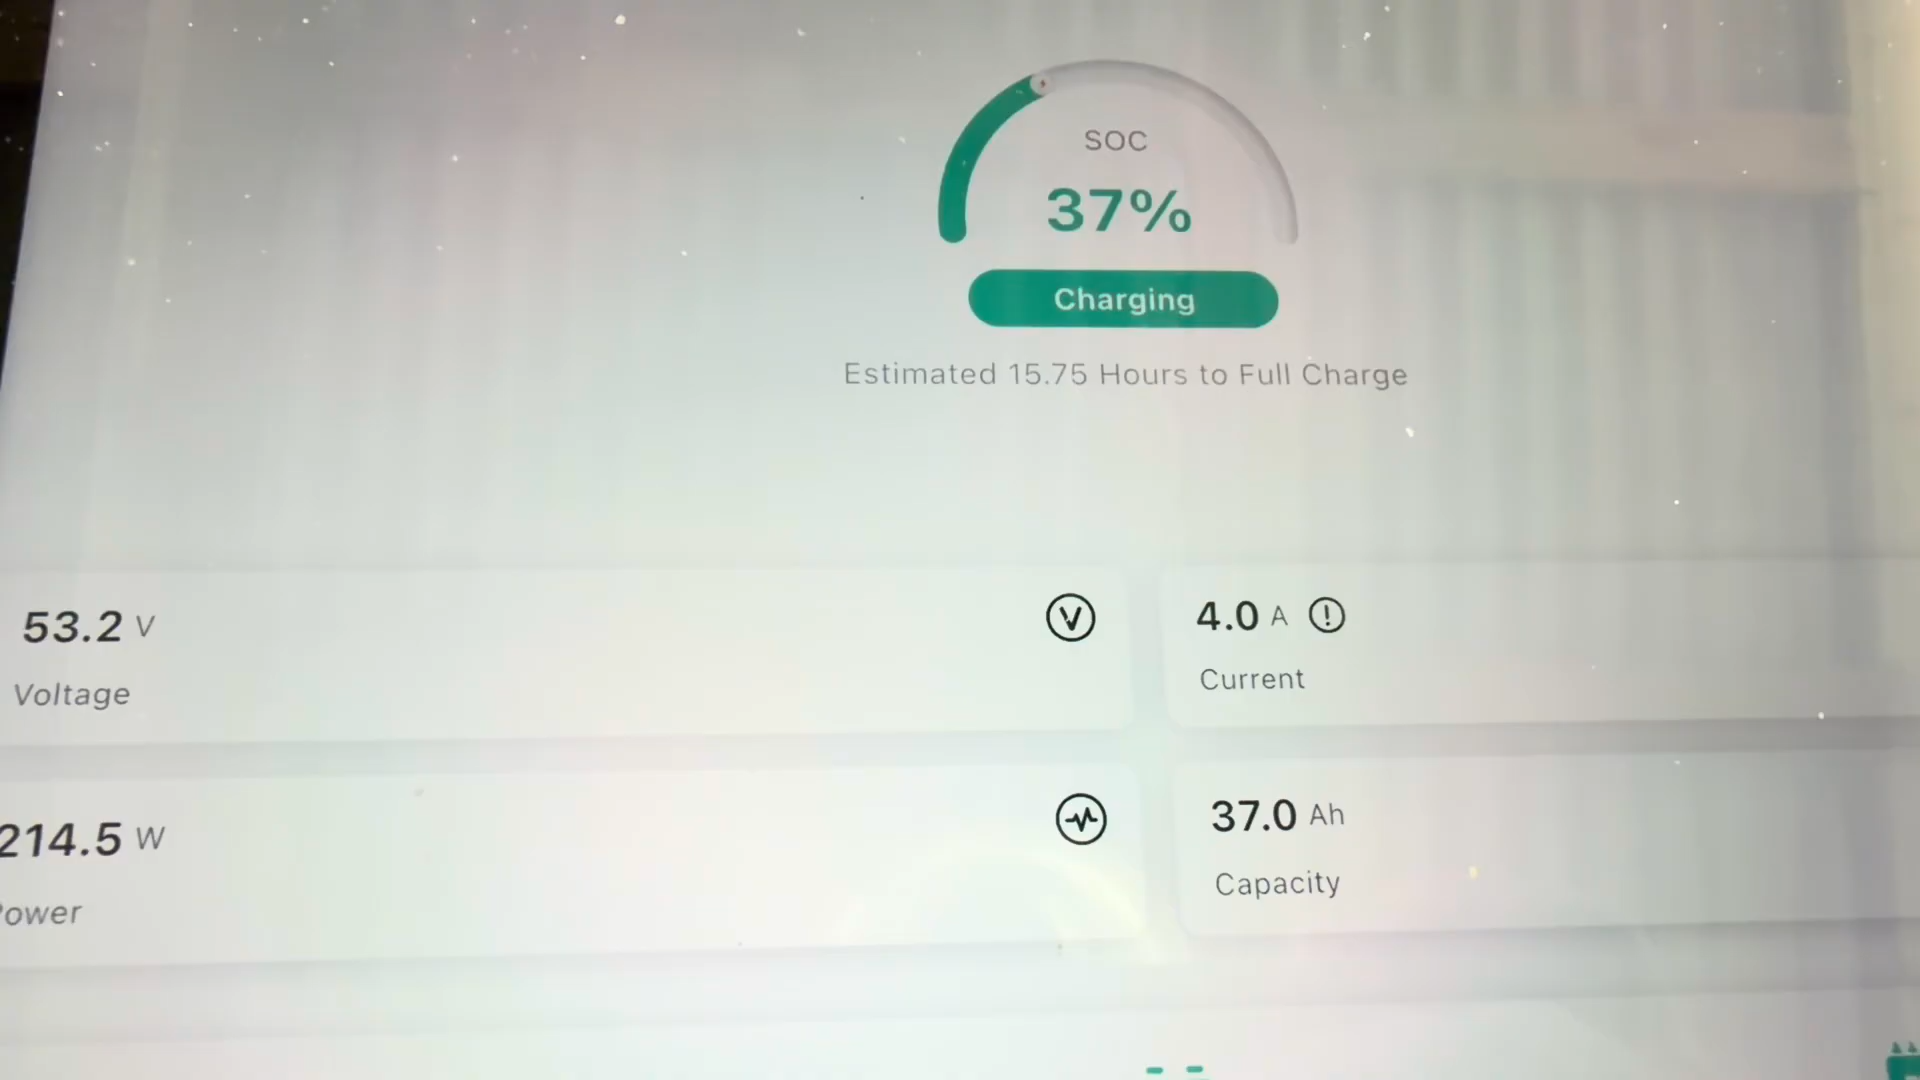 SOC
37%
Charging
Estimated 15.75 Hours to Full Charge
53.2 V
Voltage
4.0 A
Current
214.5 W
Power
37.0 Ah
Capacity